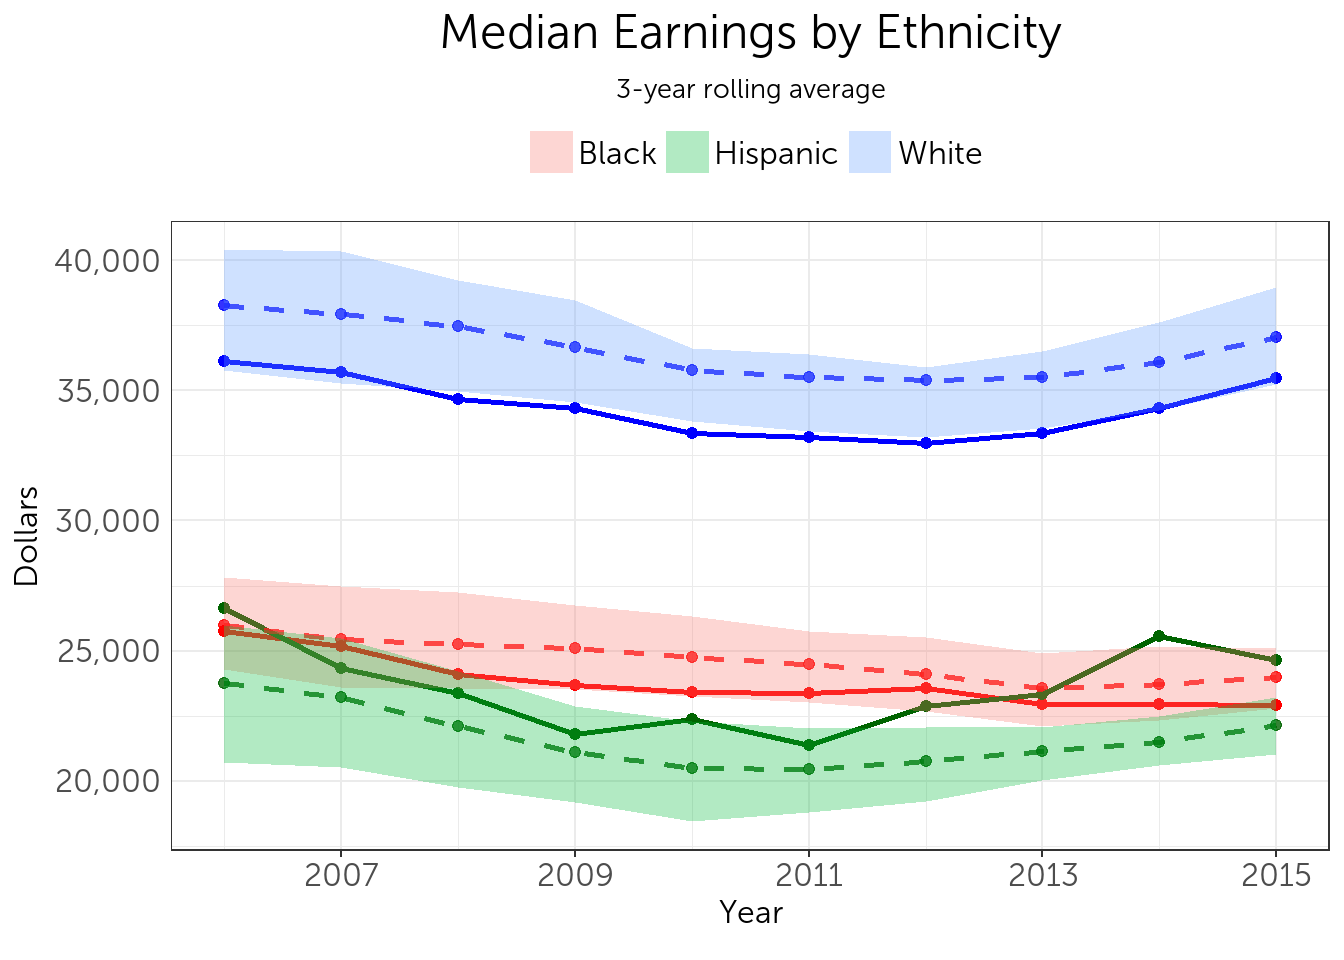 Median Earnings by Ethnicity
3-year rolling average
Black Hispanic White
40,000
35,000
30,000
25,000
20,000
Dollars
2007 2009 2011 2013 2015
Year